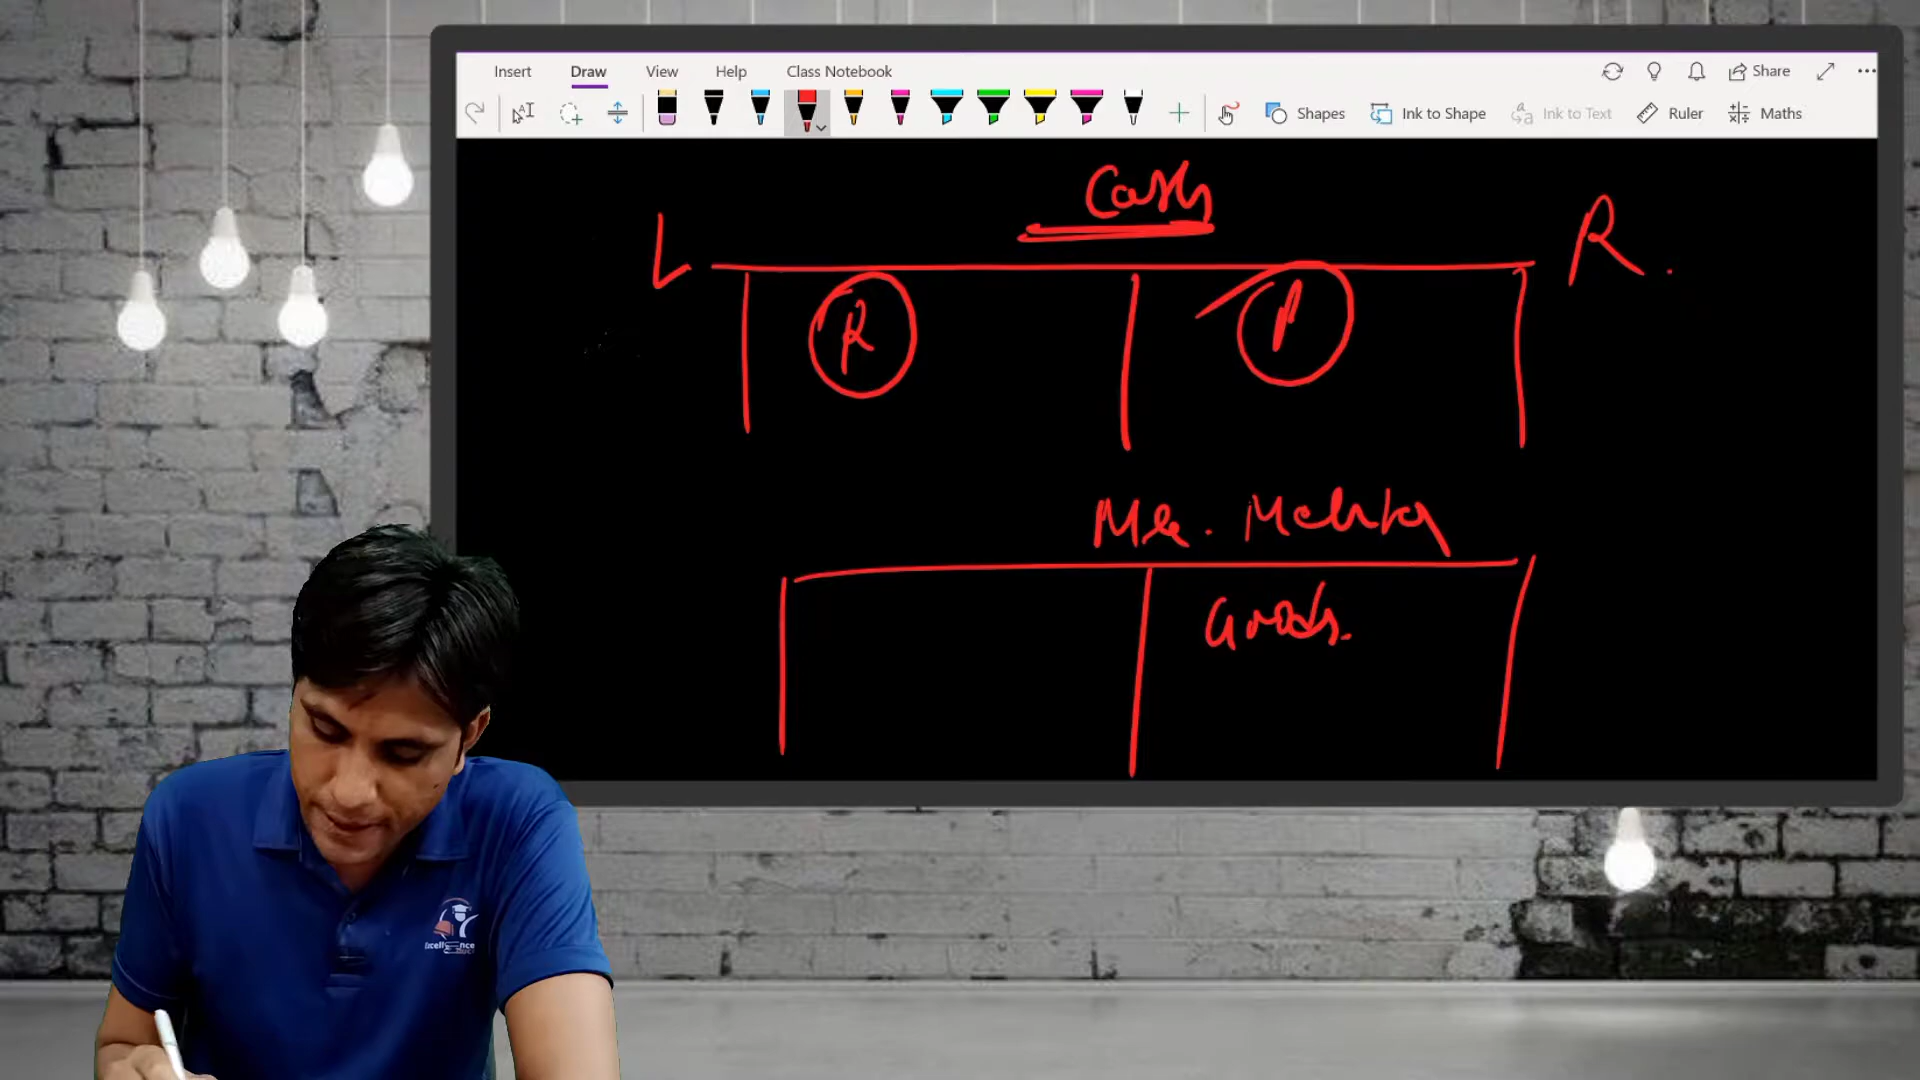 Insert Draw View Help Class Notebook Share
Shapes Ink to Shape Ink to Text Ruler Maths
Cash
L R.
R P
Mr. Mehta
Goods.